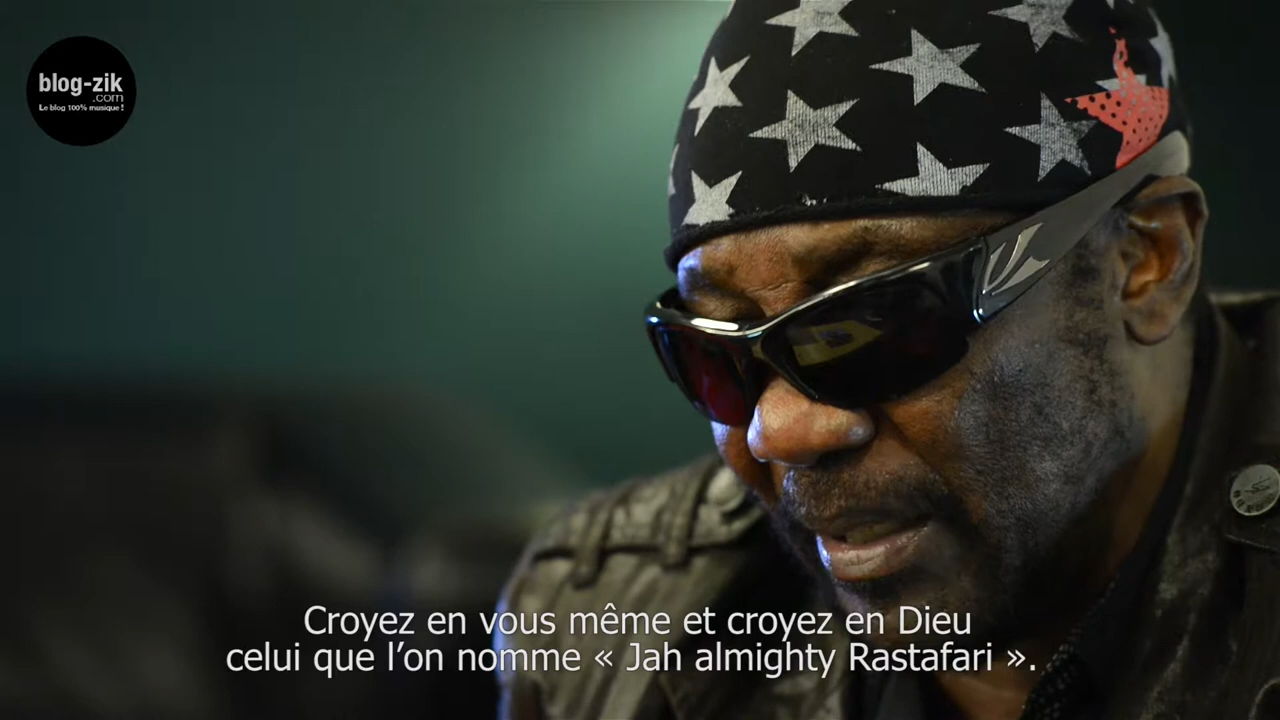 blog-zik
.com
Le blog 100% musique !
Croyez en vous même et croyez en Dieu
celui que l'on nomme « Jah almighty Rastafari ».